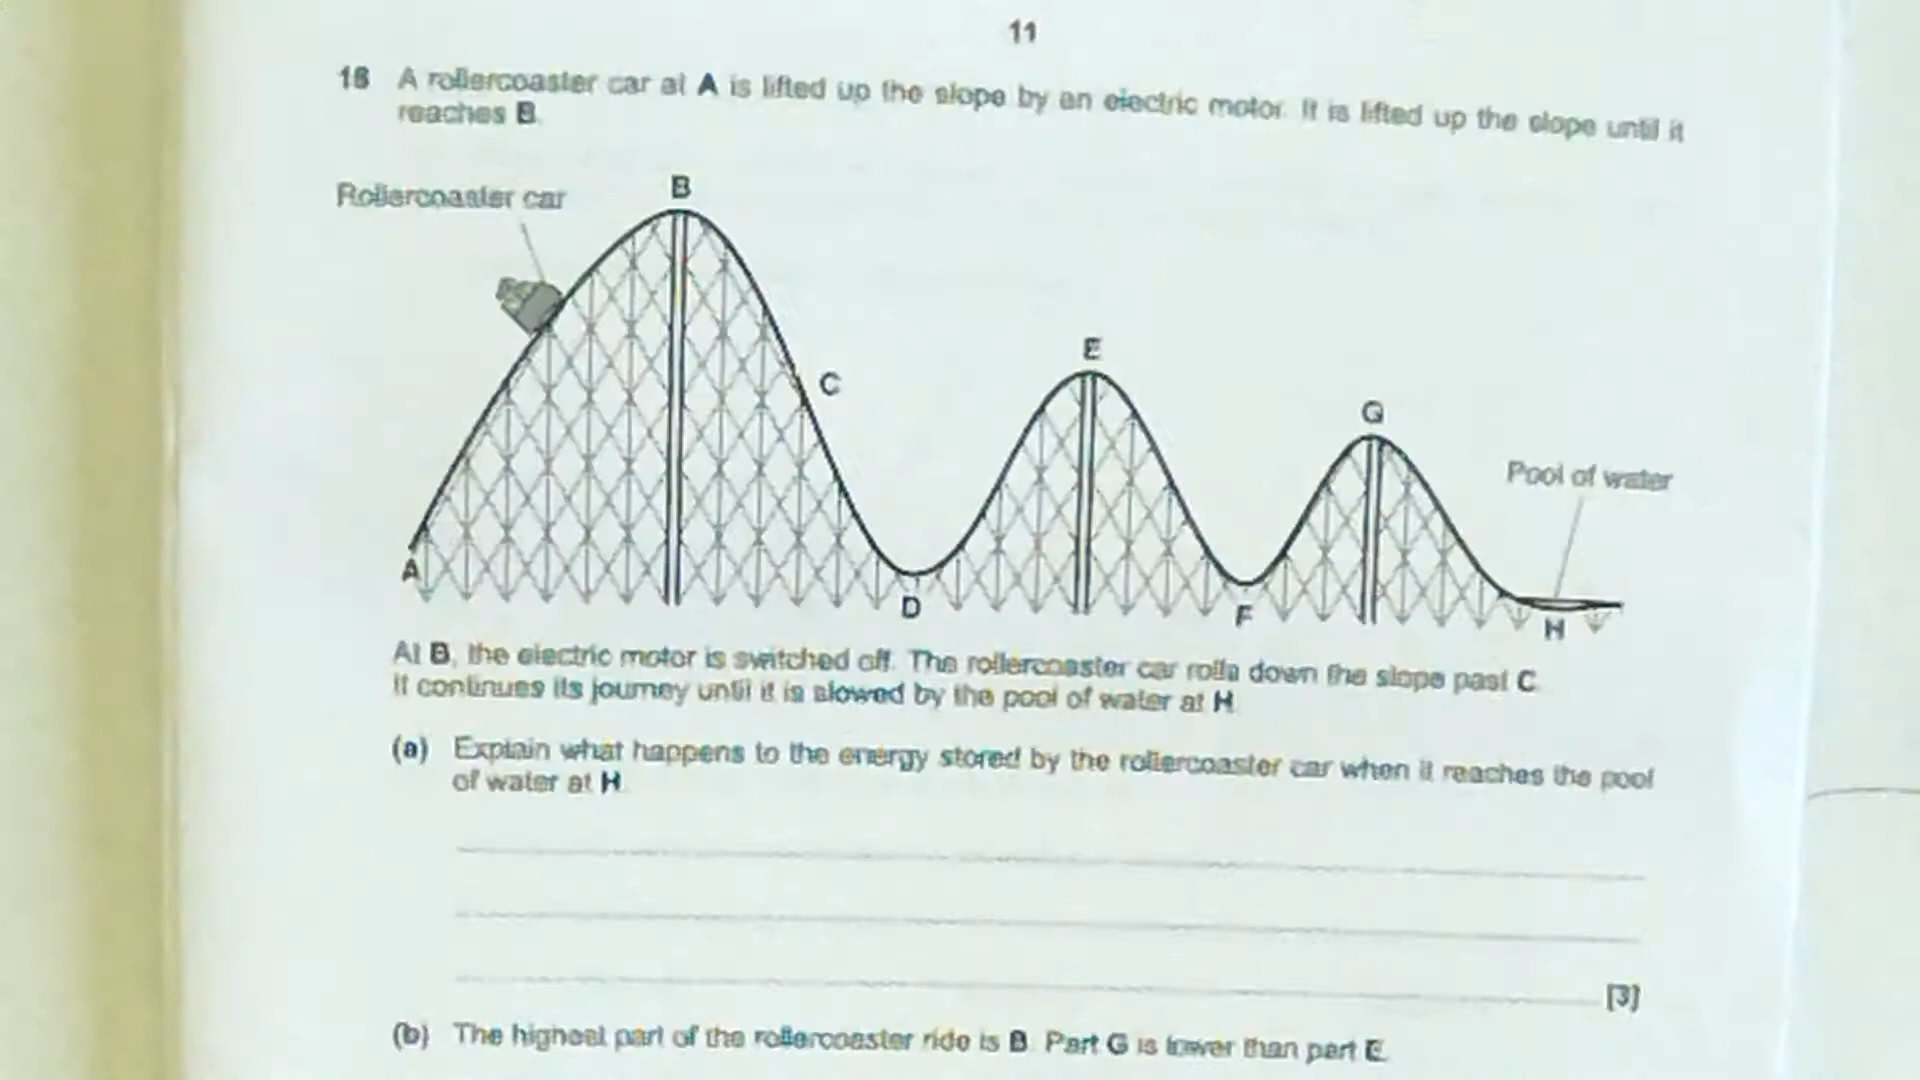 11
18 A rollercoaster car at A is lifted up the slope by an electric motor. It is lifted up the slope until it
reaches B.
Rollercoaster car
B
C
E
G
Pool of water
A
D
F
H
At B, the electric motor is switched off. The rollercoaster car rolls down the slope past C.
It continues its journey until it is slowed by the pool of water at H.
(a) Explain what happens to the energy stored by the rollercoaster car when it reaches the pool
of water at H.
[3]
(b) The highest part of the rollercoaster ride is B. Part G is lower than part E.